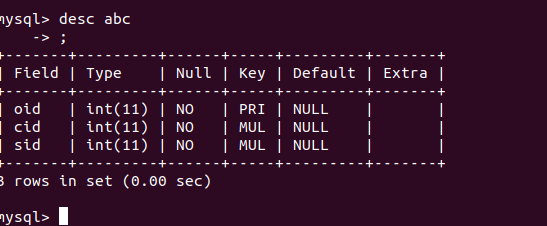 mysql> desc abc
    -> ;
+-------+---------+------+-----+---------+-------+
| Field | Type    | Null | Key | Default | Extra |
+-------+---------+------+-----+---------+-------+
| oid   | int(11) | NO   | PRI | NULL    |       |
| cid   | int(11) | NO   | MUL | NULL    |       |
| sid   | int(11) | NO   | MUL | NULL    |       |
+-------+---------+------+-----+---------+-------+
3 rows in set (0.00 sec)
mysql>